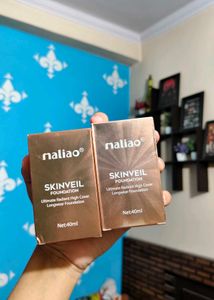 naliao®
SKINVEIL
FOUNDATION
Ultimate Radiant High Cover
Longwear Foundation
Net:40ml
naliao®
SKINVEIL
FOUNDATION
Ultimate Radiant High Cover
Longwear Foundation
Net:40ml